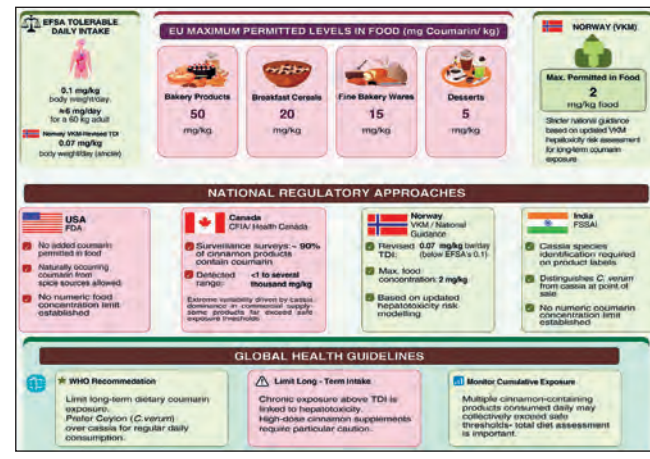 EFSA TOLERABLE
DAILY INTAKE
0.1 mg/kg
body weight/day.
≈6 mg/day
for a 60 kg adult
Norway VKM Revised TDI
0.07 mg/kg
body weight/day (stricter)
EU MAXIMUM PERMITTED LEVELS IN FOOD (mg Coumarin/ kg)
Bakery Products
50
mg/kg
Breakfast Cereals
20
mg/kg
Fine Bakery Wares
15
mg/kg
Desserts
5
mg/kg
NORWAY (VKM)
Max. Permitted in Food
2
mg/kg food
Stricter national guidance
based on updated VKM
hepatotoxicity risk assessment
for long-term coumarin
exposure
NATIONAL REGULATORY APPROACHES
USA
FDA
No added coumarin
permitted in food
Naturally occurring
coumarin from
spice sources allowed
No numeric food
concentration limit
established
Canada
CFIA/ Health Canada
Surveillance surveys: ~ 90%
of cinnamon products
contain coumarin
Detected <1 to several
range: thousand mg/kg
Extreme variability driven by cassia
dominance in commercial supply-
some products far exceed safe
exposure thresholds
Norway
VKM / National
Guidance
Revised 0.07 mg/kg bw/day
TDI: (below EFSA's 0.1)
Max. food
concentration: 2 mg/kg
Based on updated
hepatotoxicity risk
modelling
India
FSSAI
Cassia species
identification required
on product labels
Distinguishes C. verum
from cassia at point of
sale
No numeric coumarin
concentration limit
established
GLOBAL HEALTH GUIDELINES
WHO Recommedation
Limit long-term dietary coumarin
exposure.
Prefer Ceylon (C. verum)
over cassia for regular daily
consumption.
Limit Long - Term Intake
Chronic exposure above TDI is
linked to hepatotoxicity.
High-dose cinnamon supplements
require particular caution.
Monitor Cumulative Exposure
Multiple cinnamon-containing
products consumed daily may
collectively exceed safe
thresholds- total diet assessment
is important.